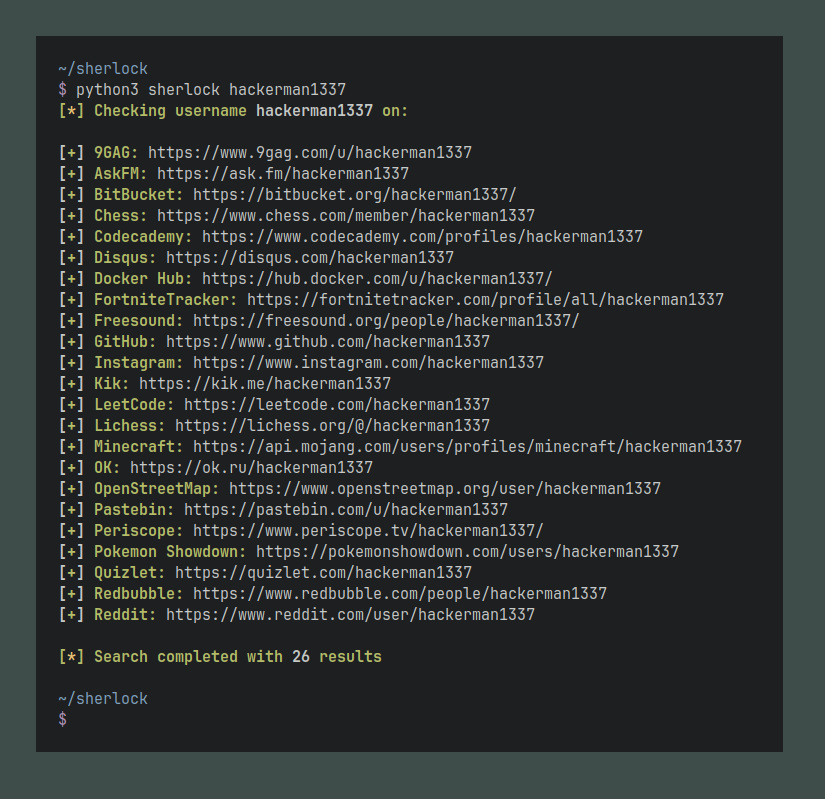 ~/sherlock
$ python3 sherlock hackerman1337
[*] Checking username hackerman1337 on:
[+] 9GAG: https://www.9gag.com/u/hackerman1337
[+] AskFM: https://ask.fm/hackerman1337
[+] BitBucket: https://bitbucket.org/hackerman1337/
[+] Chess: https://www.chess.com/member/hackerman1337
[+] Codecademy: https://www.codecademy.com/profiles/hackerman1337
[+] Disqus: https://disqus.com/hackerman1337
[+] Docker Hub: https://hub.docker.com/u/hackerman1337/
[+] FortniteTracker: https://fortnitetracker.com/profile/all/hackerman1337
[+] Freesound: https://freesound.org/people/hackerman1337/
[+] GitHub: https://www.github.com/hackerman1337
[+] Instagram: https://www.instagram.com/hackerman1337
[+] Kik: https://kik.me/hackerman1337
[+] LeetCode: https://leetcode.com/hackerman1337
[+] Lichess: https://lichess.org/@/hackerman1337
[+] Minecraft: https://api.mojang.com/users/profiles/minecraft/hackerman1337
[+] OK: https://ok.ru/hackerman1337
[+] OpenStreetMap: https://www.openstreetmap.org/user/hackerman1337
[+] Pastebin: https://pastebin.com/u/hackerman1337
[+] Periscope: https://www.periscope.tv/hackerman1337/
[+] Pokemon Showdown: https://pokemonshowdown.com/users/hackerman1337
[+] Quizlet: https://quizlet.com/hackerman1337
[+] Redbubble: https://www.redbubble.com/people/hackerman1337
[+] Reddit: https://www.reddit.com/user/hackerman1337
[*] Search completed with 26 results
~/sherlock
$